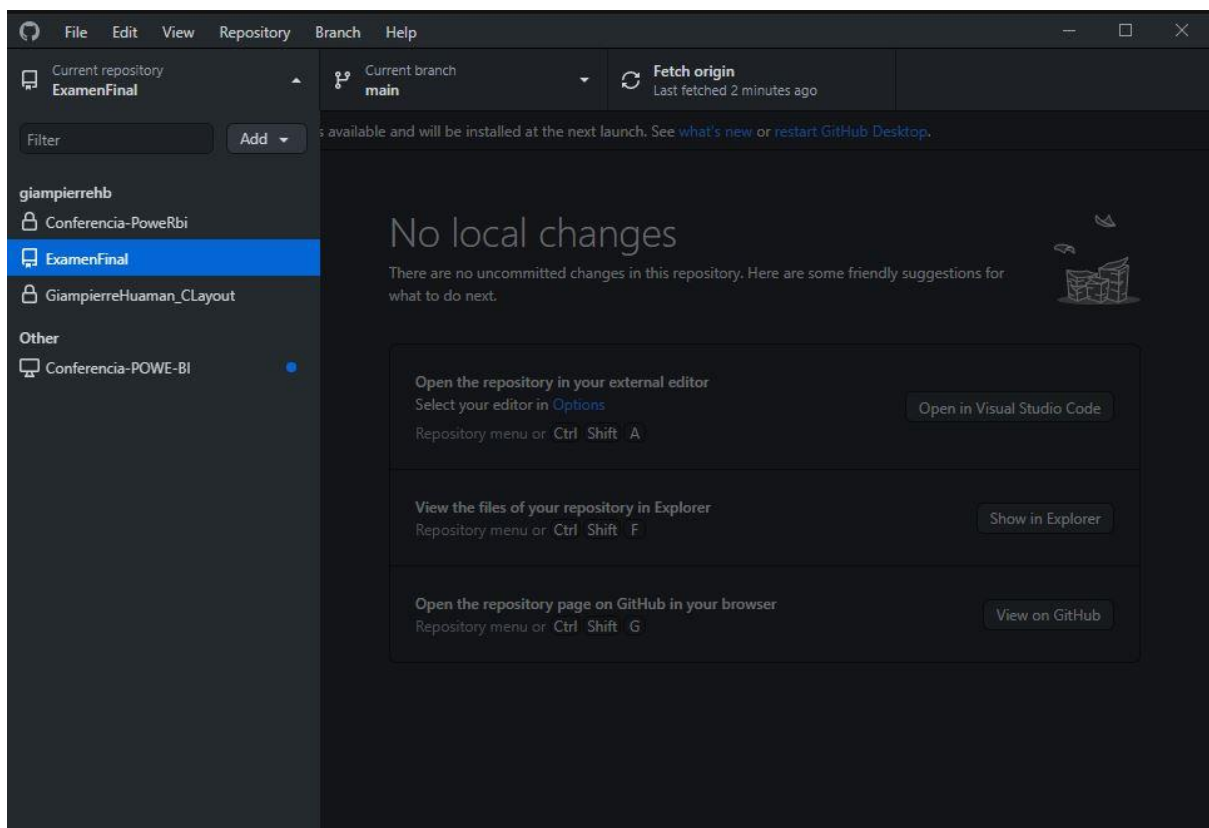 File Edit View Repository Branch Help
Current repository
ExamenFinal
Current branch
main
Fetch origin
Last fetched 2 minutes ago
Filter
Add
available and will be installed at the next launch. See what's new or restart GitHub Desktop.
giampierrehb
Conferencia-PoweRbi
ExamenFinal
GiampierreHuaman_CLayout
Other
Conferencia-POWE-BI
No local changes
There are no uncommitted changes in this repository. Here are some friendly suggestions for
what to do next.
Open the repository in your external editor
Select your editor in Options
Repository menu or Ctrl Shift A
Open in Visual Studio Code
View the files of your repository in Explorer
Repository menu or Ctrl Shift F
Show in Explorer
Open the repository page on GitHub in your browser
Repository menu or Ctrl Shift G
View on GitHub